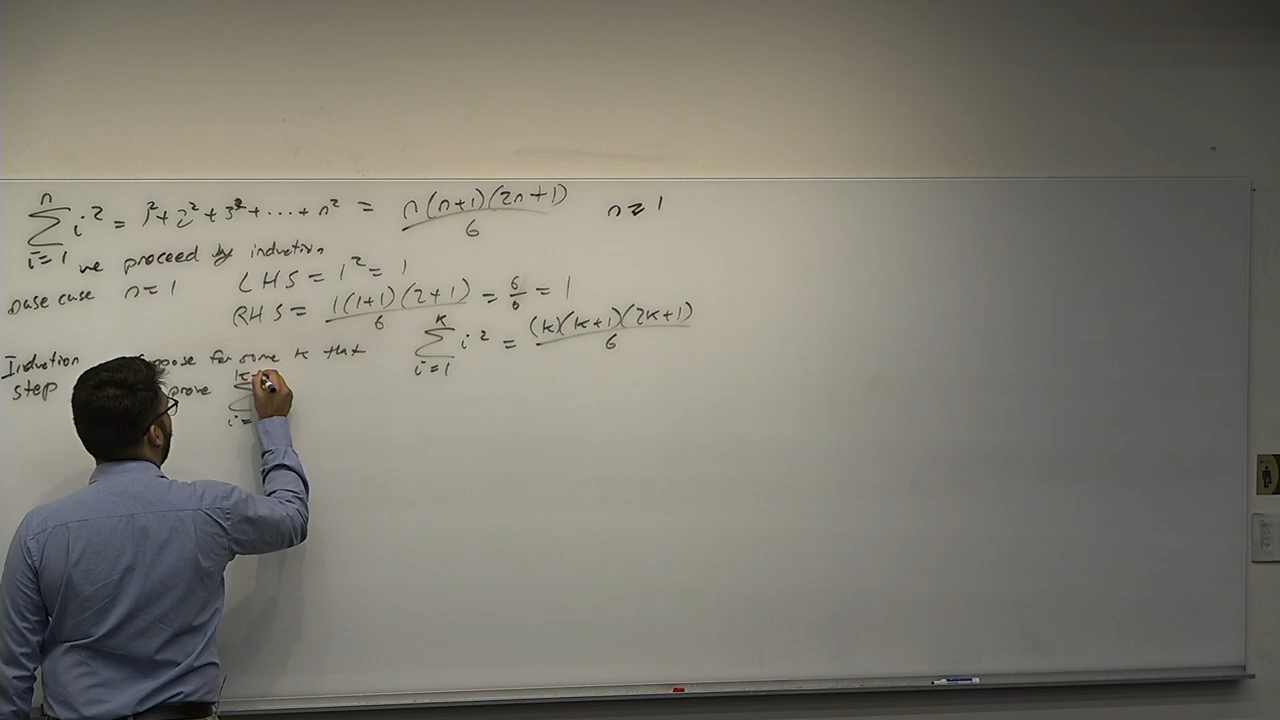 n
∑ i² = 1² + 2² + 3² + ... + n² = n(n+1)(2n+1) / 6   n ≥ 1
i=1
we proceed by induction
base case n = 1 LHS = 1² = 1
RHS = 1(1+1)(2+1) / 6 = 6/6 = 1
Induction step for some k that ∑ i² = (k)(k+1)(2k+1) / 6
k
i=1
prove ∑
i=